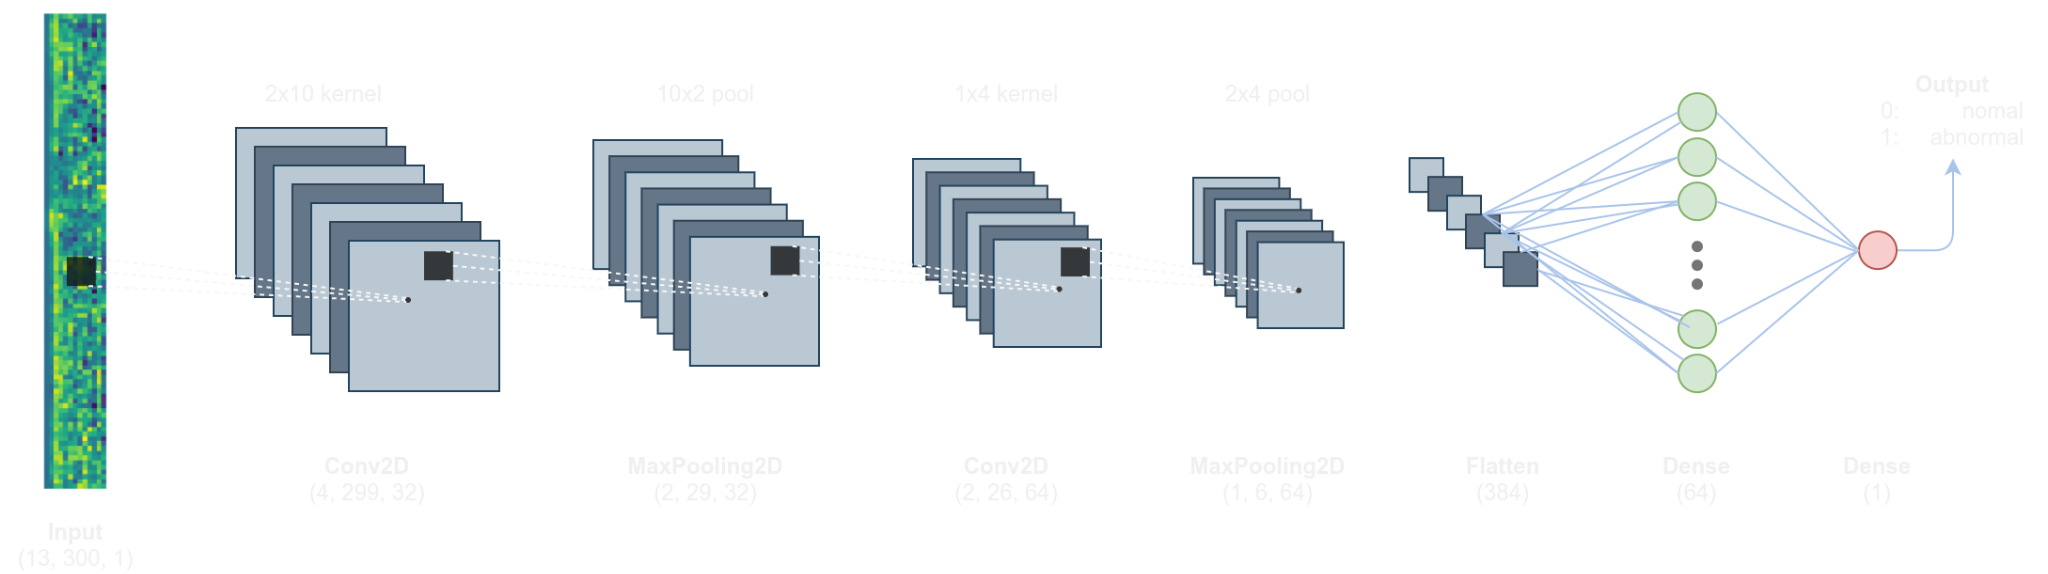 2x10 kernel
10x2 pool
1x4 kernel
2x4 pool
Output
0: nomal
1: abnormal
Conv2D
(4, 299, 32)
MaxPooling2D
(2, 29, 32)
Conv2D
(2, 26, 64)
MaxPooling2D
(1, 6, 64)
Flatten
(384)
Dense
(64)
Dense
(1)
Input
(13, 300, 1)